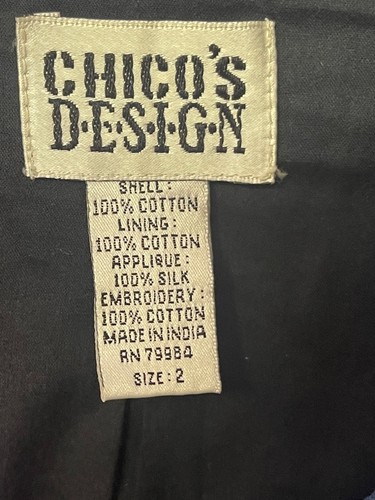 CHICO'S
D·E·S·I·G·N
SHELL:
100% COTTON
LINING:
100% COTTON
APPLIQUE:
100% SILK
EMBROIDERY:
100% COTTON
MADE IN INDIA
RN 79984
SIZE: 2